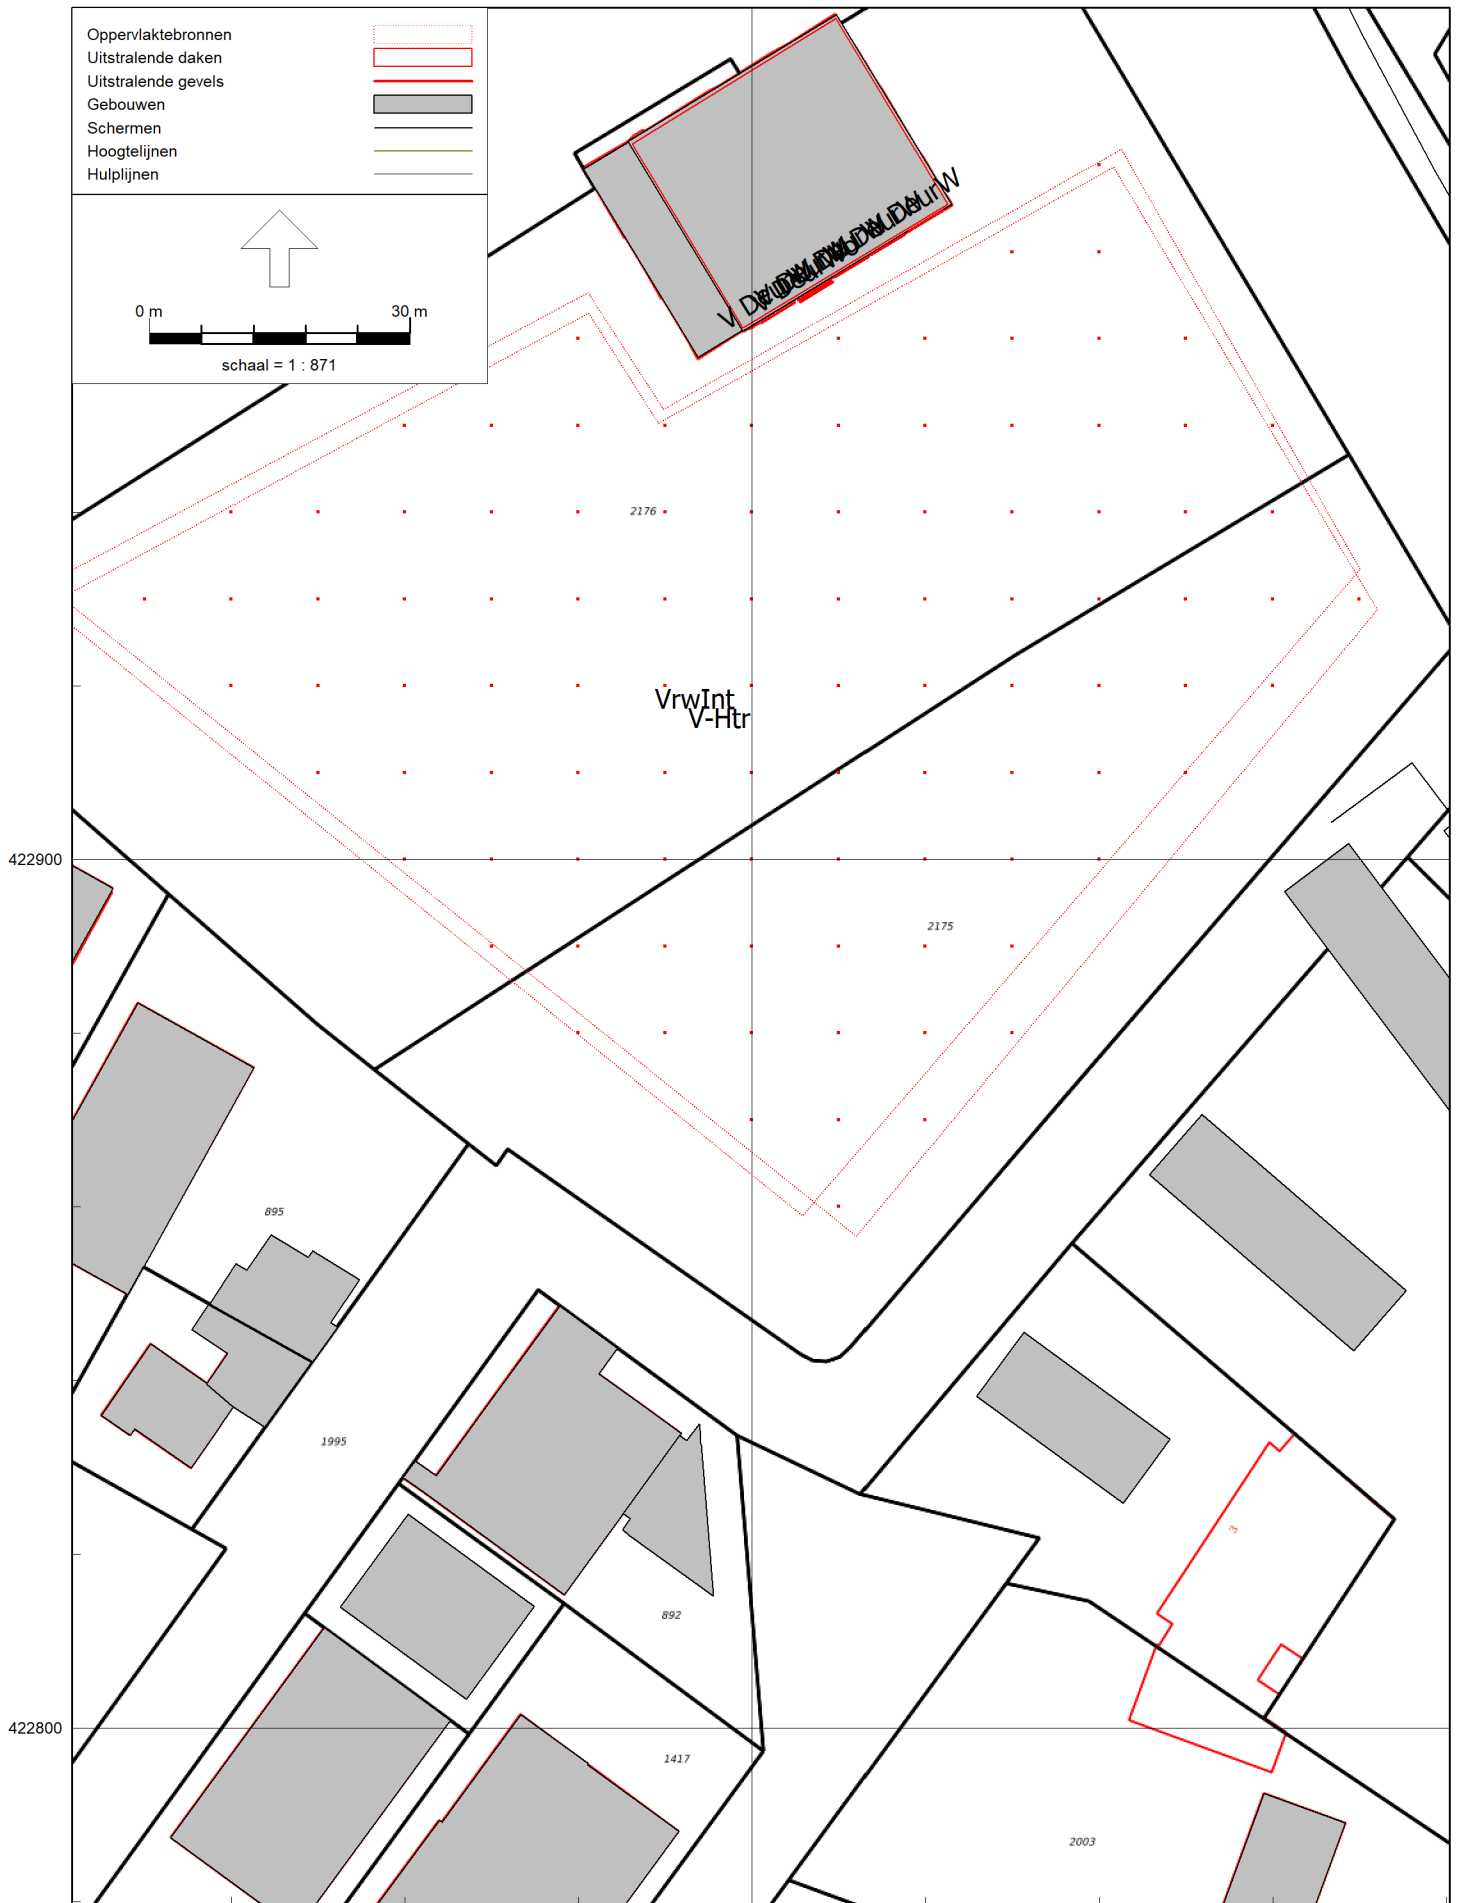 Oppervlaktebronnen
Uitstralende daken
Uitstralende gevels
Gebouwen
Schermen
Hoogtelijnen
Hulplijnen
0 m 30 m
schaal = 1 : 871
2176
VrwInt
V-Htr
422900
2175
895
1995
3
892
422800
1417
2003